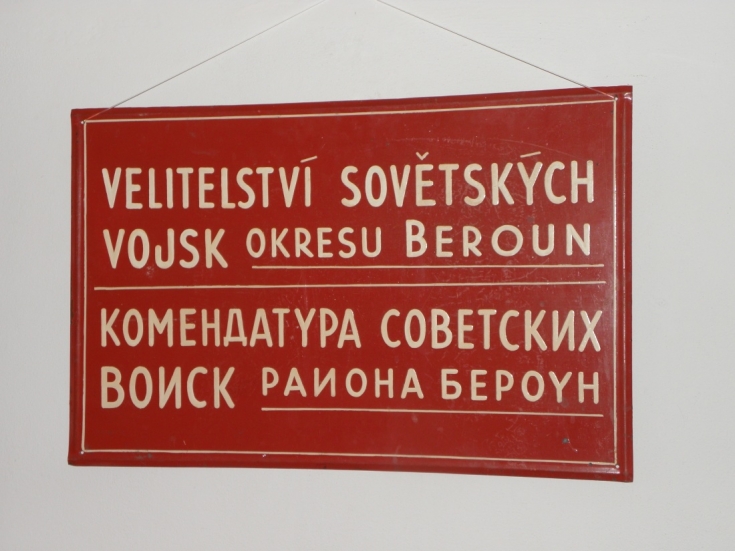 VELITELSTVÍ SOVĚTSKÝCH
VOJSK OKRESU BEROUN
КОМЕНДАТУРА СОВЕТСКИХ
ВОИСК РАИОНА БЕРОУН